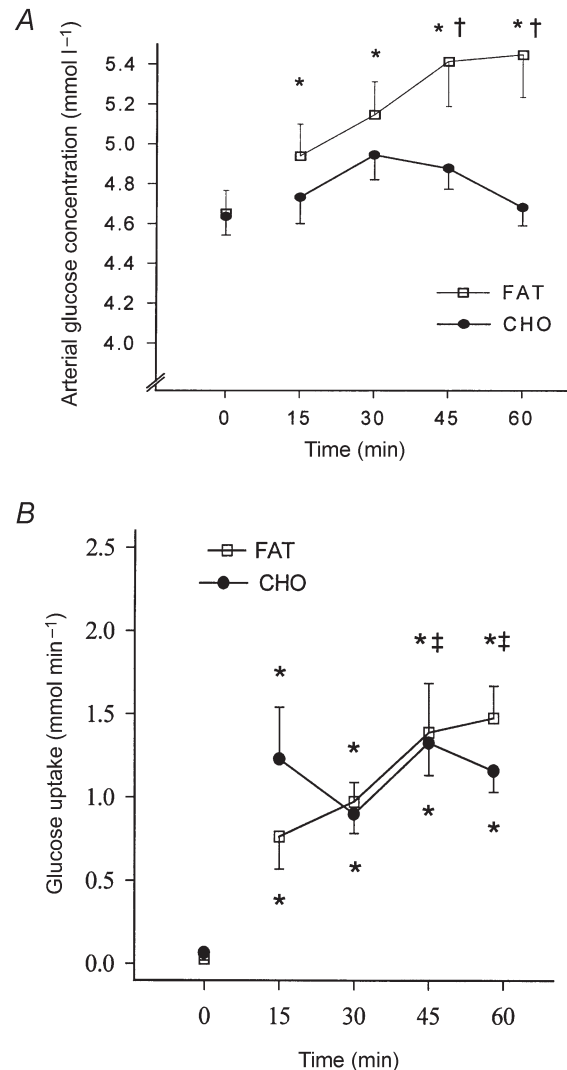 A
Arterial glucose concentration (mmol l⁻¹)
* †
* †
*
*
5.4
5.2
5.0
4.8
4.6
4.4
4.2
4.0
FAT
CHO
0 15 30 45 60
Time (min)
B
Glucose uptake (mmol min⁻¹)
FAT
CHO
2.5
2.0
1.5
1.0
0.5
0.0
*‡
*‡
*
*
*
*
*
*
0 15 30 45 60
Time (min)